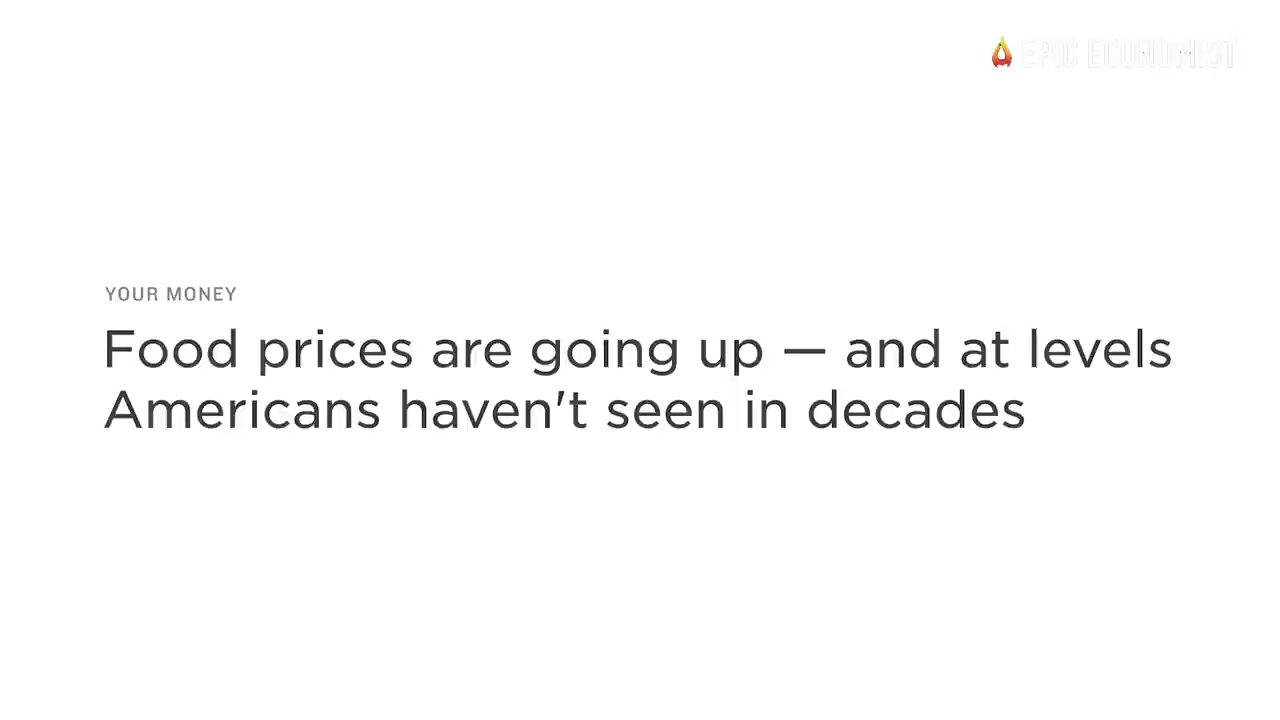 EPIC ECONOMIST
YOUR MONEY
Food prices are going up — and at levels
Americans haven't seen in decades